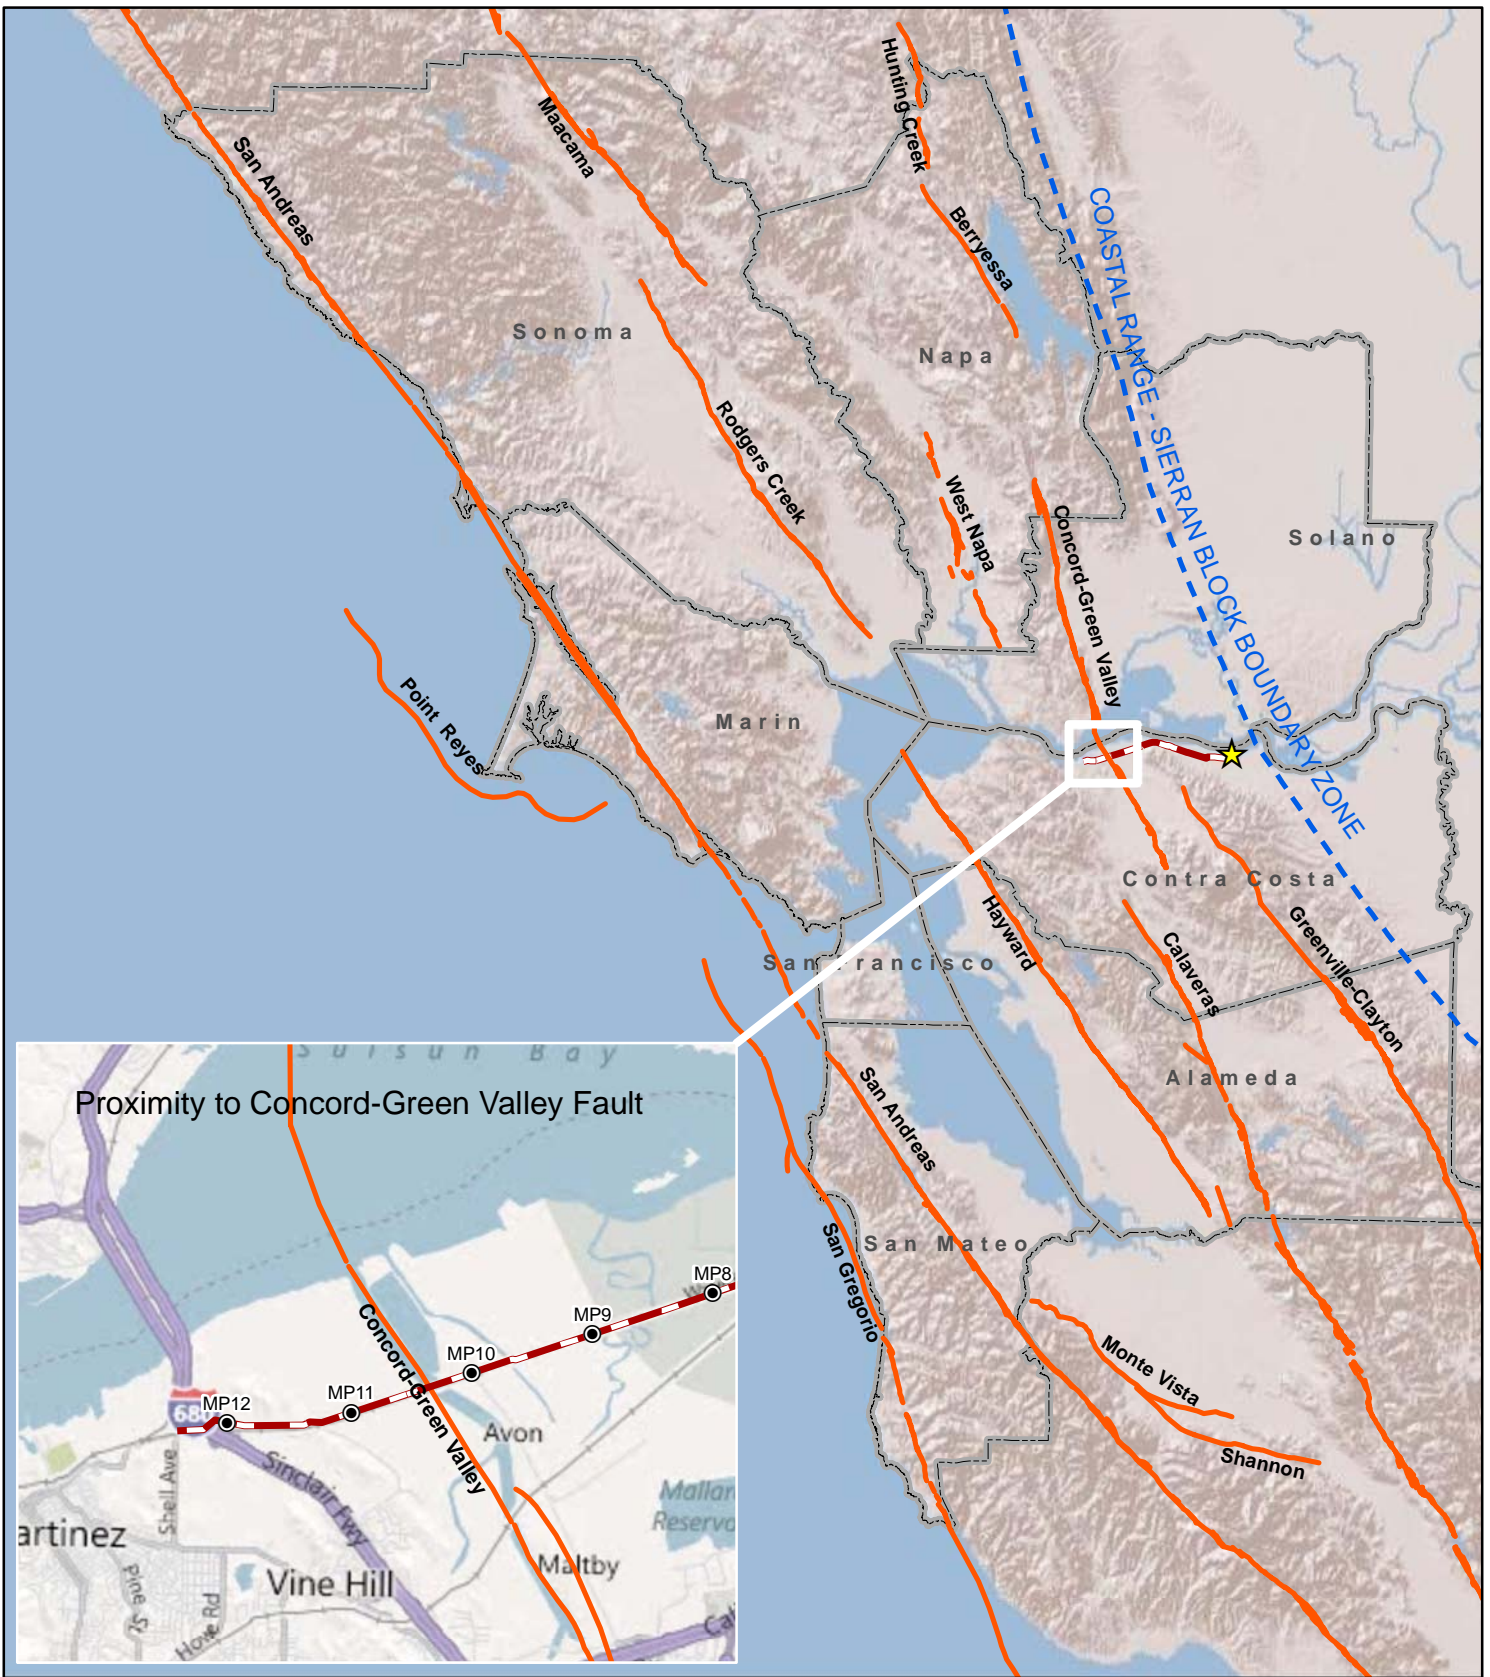 Hunting Creek
Maacama
San Andreas
Berryessa
COASTAL RANGE - SIERRAN BLOCK BOUNDARY ZONE
Sonoma
Napa
Rodgers Creek
West Napa
Concord-Green Valley
Solano
Point Reyes
Marin
Contra Costa
Hayward
Calaveras
Greenville-Clayton
San Francisco
Alameda
San Andreas
San Mateo
San Gregorio
Monte Vista
Shannon
Suisun Bay
Proximity to Concord-Green Valley Fault
MP8
MP9
MP10
MP11
MP12
Concord-Green Valley
680
Avon
Shell Ave
Sinclair Fwy
Mallar
Reservo
artinez
Maltby
Vine Hill
Pine St
Howe Rd
Cal